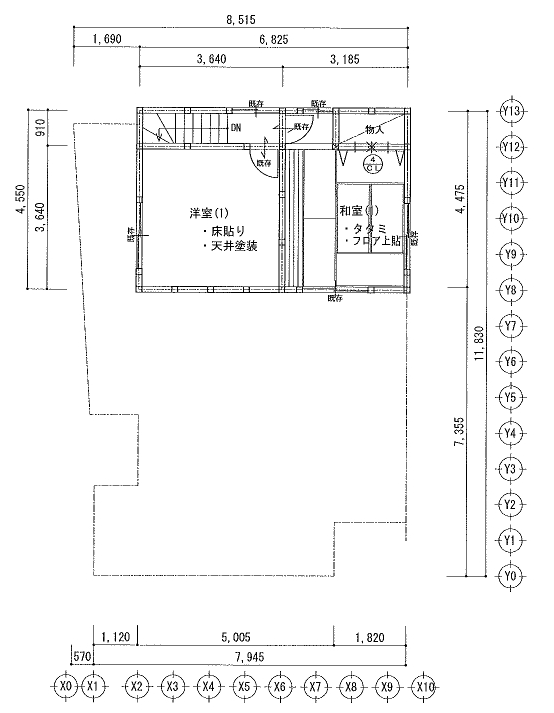 8,515
1,690
6,825
3,640
3,185
既存
既存
Y13
910
DN
既存
物入
Y12
既存
4
CL
Y11
4,550
3,640
4,475
洋室(1)
・床貼り
・天井塗装
和室(1)
・タタミ
・フロア上貼
Y10
既存
既存
Y9
既存
Y8
Y7
11,830
Y6
Y5
7,355
Y4
Y3
Y2
Y1
Y0
1,120
5,005
1,820
570
7,945
X0
X1
X2
X3
X4
X5
X6
X7
X8
X9
X10